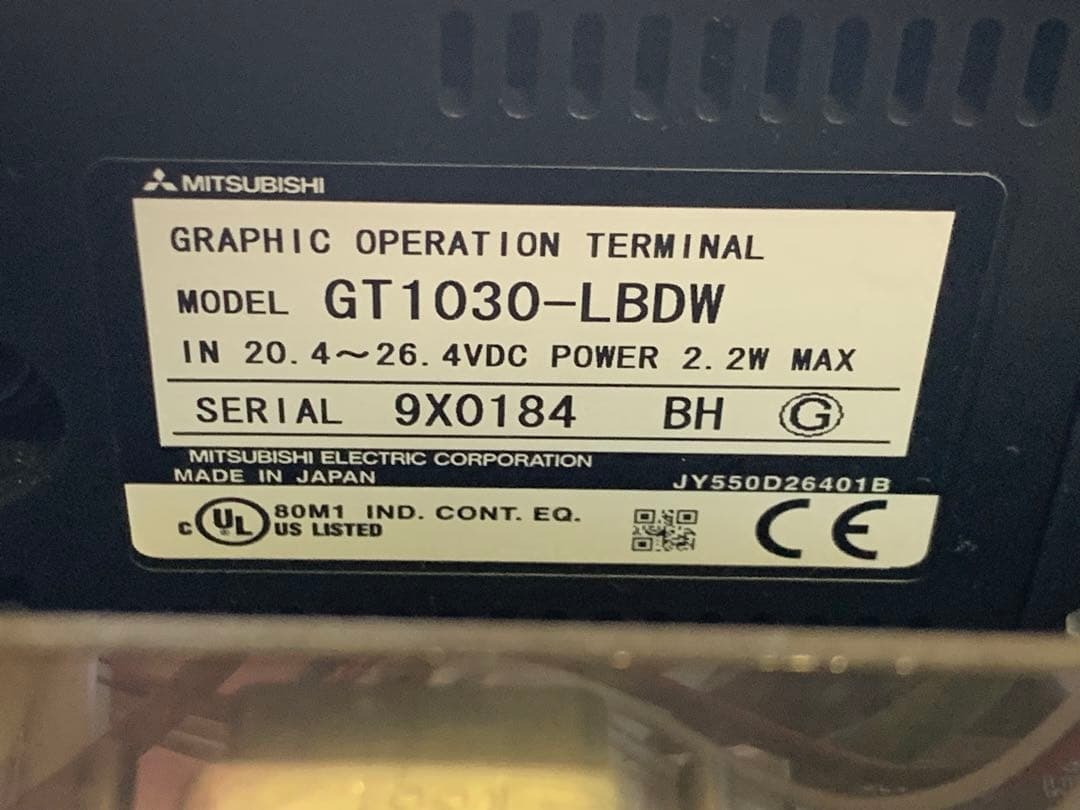 MITSUBISHI
GRAPHIC OPERATION TERMINAL
MODEL GT1030-LBDW
IN 20.4~26.4VDC POWER 2.2W MAX
SERIAL 9X0184 BH G
MITSUBISHI ELECTRIC CORPORATION
MADE IN JAPAN JY550D26401B
c UL 80M1 IND. CONT. EQ.
US LISTED
CE